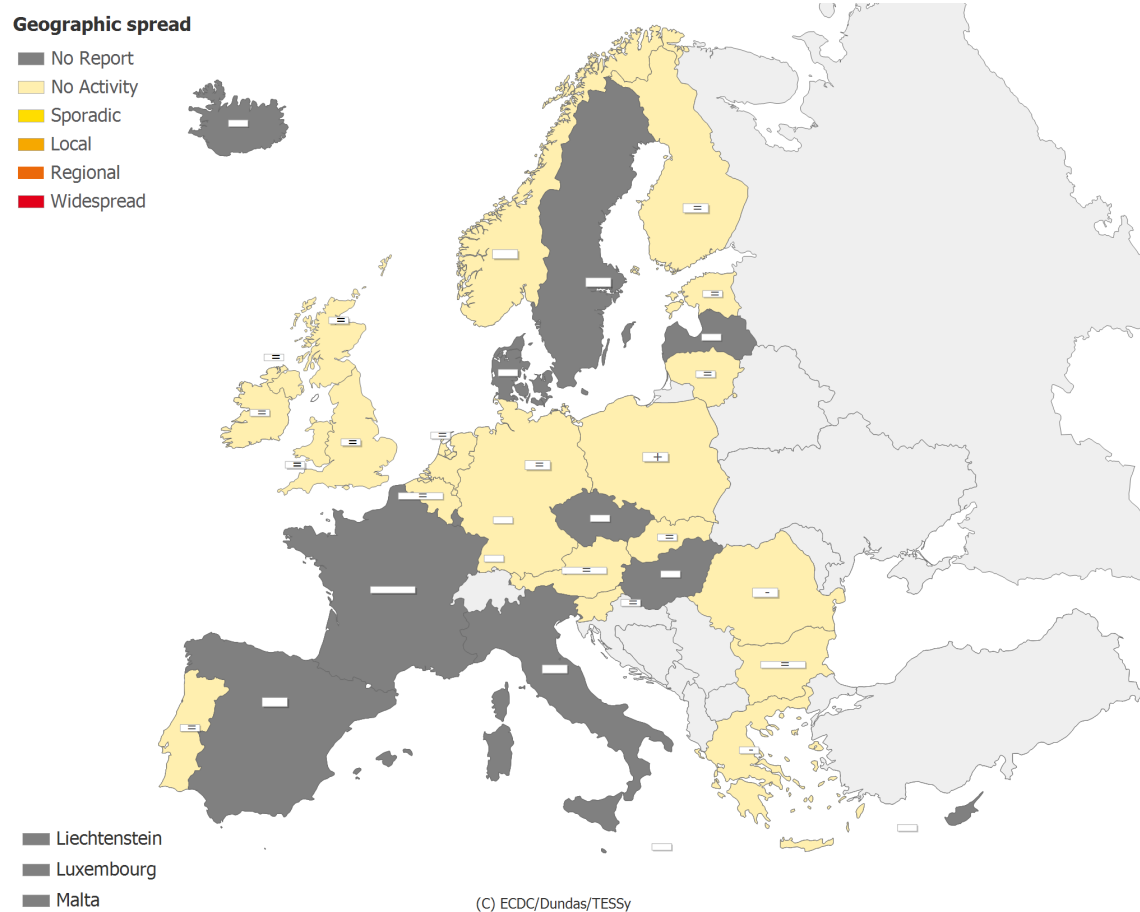 Geographic spread
No Report
No Activity
Sporadic
Local
Regional
Widespread
=
=
=
=
=
=
=
=
=
=
=
+
=
=
=
-
=
=
-
Liechtenstein
Luxembourg
Malta
(C) ECDC/Dundas/TESSy